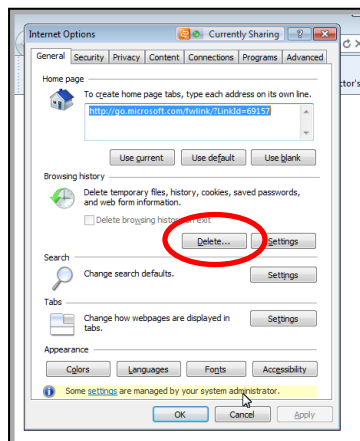 Internet Options
Currently Sharing
General Security Privacy Content Connections Programs Advanced
Home page
To create home page tabs, type each address on its own line.
http://go.microsoft.com/fwlink/?LinkId=69157
Use current Use default Use blank
Browsing history
Delete temporary files, history, cookies, saved passwords,
and web form information.
Delete browsing history on exit
Delete... Settings
Search
Change search defaults.
Settings
Tabs
Change how webpages are displayed in
tabs.
Settings
Appearance
Colors Languages Fonts Accessibility
Some settings are managed by your system administrator.
OK Cancel Apply
ctor's